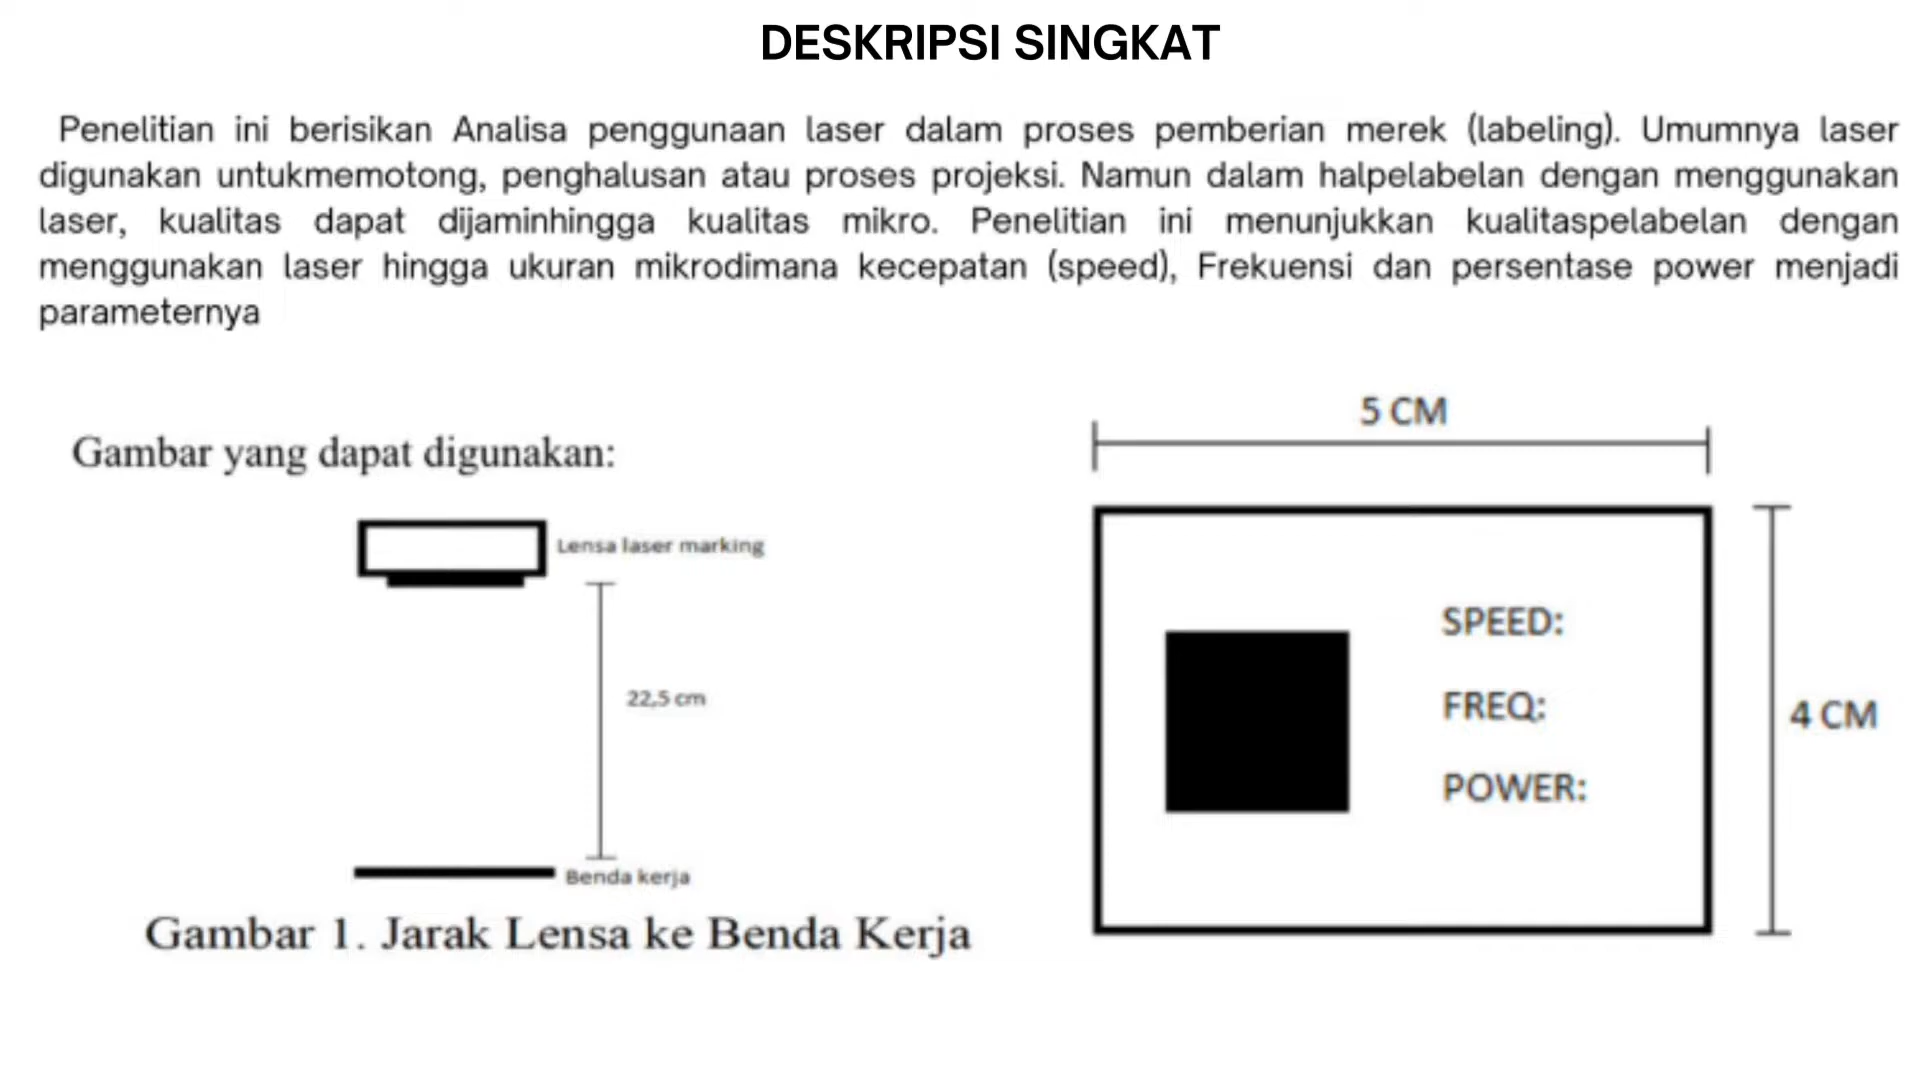 DESKRIPSI SINGKAT
Penelitian ini berisikan Analisa penggunaan laser dalam proses pemberian merek (labeling). Umumnya laser
digunakan untukmemotong, penghalusan atau proses projeksi. Namun dalam halpelabelan dengan menggunakan
laser, kualitas dapat dijaminhingga kualitas mikro. Penelitian ini menunjukkan kualitaspelabelan dengan
menggunakan laser hingga ukuran mikrodimana kecepatan (speed), Frekuensi dan persentase power menjadi
parameternya
Gambar yang dapat digunakan:
Lensa laser marking
22,5 cm
Benda kerja
Gambar 1. Jarak Lensa ke Benda Kerja
5 CM
SPEED:
FREQ:
POWER:
4 CM